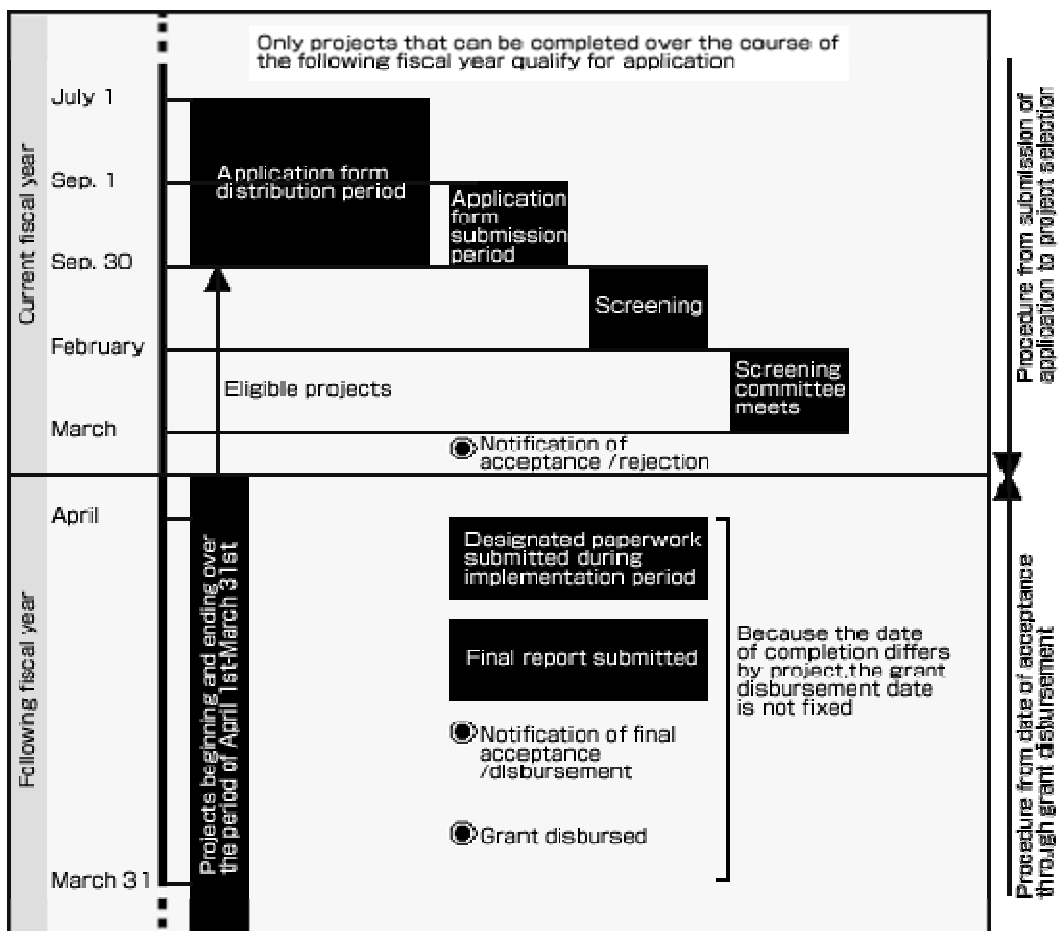 Only projects that can be completed over the course of
the following fiscal year qualify for application
Current fiscal year
July 1
Sep. 1
Sep. 30
February
March
Application form
distribution period
Application
form
submission
period
Screening
Screening
committee
meets
Eligible projects
Notification of
acceptance /rejection
Procedure from submission of
application to project selection
Following fiscal year
April
March 31
Projects beginning and ending over
the period of April 1st-March 31st
Designated paperwork
submitted during
implementation period
Final report submitted
Notification of final
acceptance
/disbursement
Grant disbursed
Because the date
of completion differs
by project,the grant
disbursement date
is not fixed
Procedure from date of acceptance
through grant disbursement